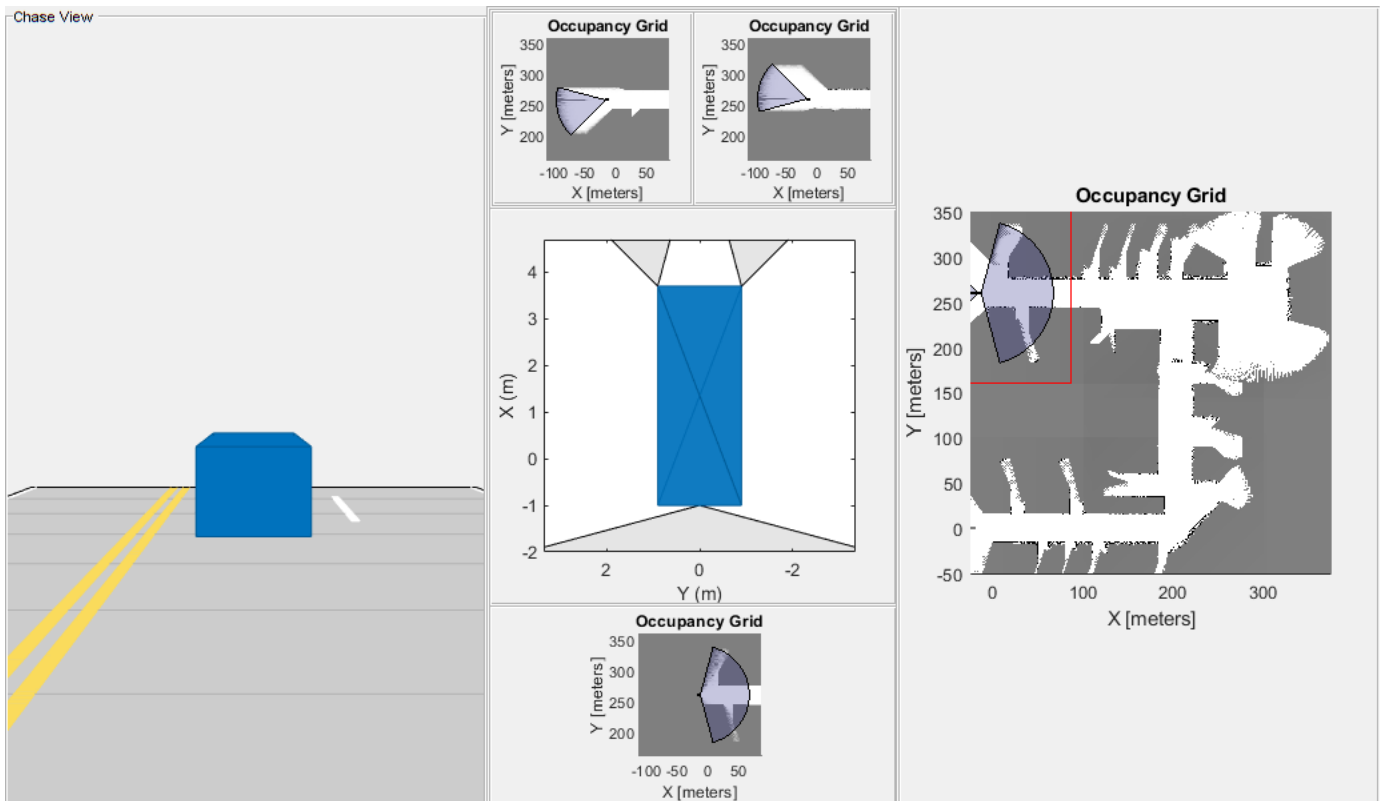 Chase View
Occupancy Grid
350
300
250
200
Y [meters]
-100 -50 0 50
X [meters]
Occupancy Grid
350
300
250
200
Y [meters]
-100 -50 0 50
X [meters]
4
3
2
1
0
-1
-2
X (m)
2 0 -2
Y (m)
Occupancy Grid
350
300
250
200
Y [meters]
-100 -50 0 50
X [meters]
Occupancy Grid
350
300
250
200
150
100
50
0
-50
Y [meters]
0 100 200 300
X [meters]